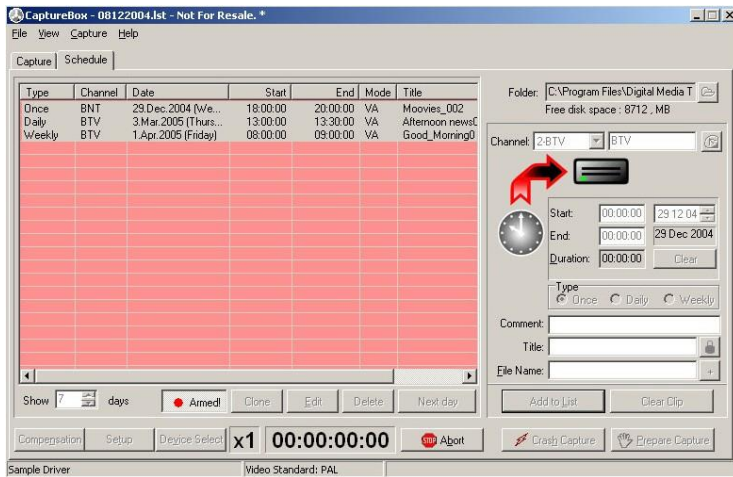 CaptureBox - 08122004.lst - Not For Resale. *
File View Capture Help
Capture Schedule
Type Channel Date Start End Mode Title
Once BNT 29.Dec.2004 (We... 18:00:00 20:00:00 VA Moovies_002
Daily BTV 3.Mar.2005 (Thurs... 13:00:00 13:30:00 VA Afternoon newsC
Weekly BTV 1.Apr.2005 (Friday) 08:00:00 09:00:00 VA Good_Morning0
Folder: C:\Program Files\Digital Media T
Free disk space : 8712 , MB
Channel: 2-BTV BTV
Start: 00:00:00 29 12 04
End: 00:00:00 29 Dec 2004
Duration: 00:00:00 Clear
Type
Once Daily Weekly
Comment:
Title:
File Name: +
Show 7 days Armed! Clone Edit Delete Next day
Add to List Clear Clip
Compensation Setup Device Select x1 00:00:00:00 STOP Abort Crash Capture Prepare Capture
Sample Driver Video Standard: PAL